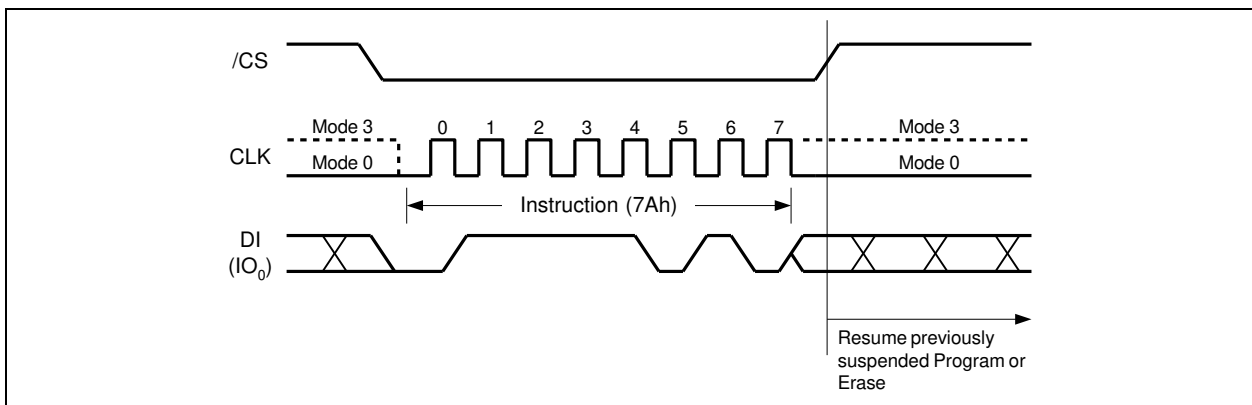 /CS
Mode 3
0 1 2 3 4 5 6 7
Mode 3
CLK
Mode 0
Mode 0
Instruction (7Ah)
DI
(IO0)
Resume previously
suspended Program or
Erase